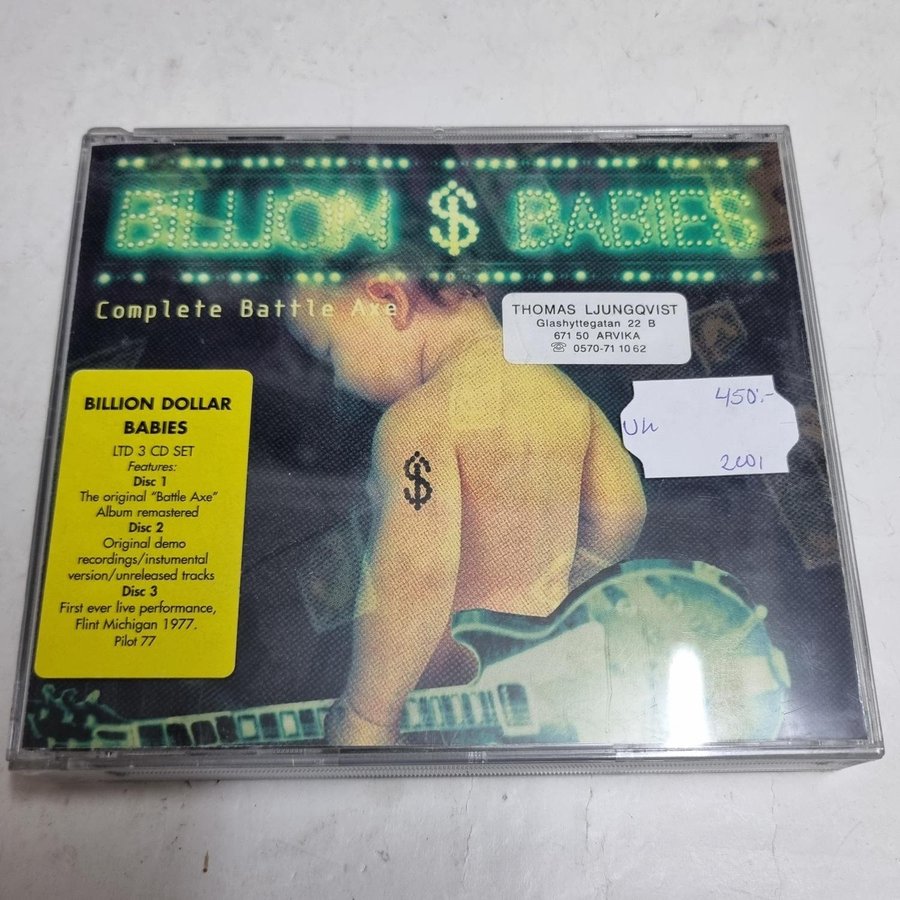 BILLION $ BABIES
Complete Battle Axe
THOMAS LJUNGQVIST
Glashyttegatan 22 B
671 50 ARVIKA
☏ 0570-71 10 62
450:-
UK
2001
BILLION DOLLAR
BABIES
LTD 3 CD SET
Features:
Disc 1
The original "Battle Axe"
Album remastered
Disc 2
Original demo
recordings/instumental
version/unreleased tracks
Disc 3
First ever live performance,
Flint Michigan 1977.
Pilot 77
$